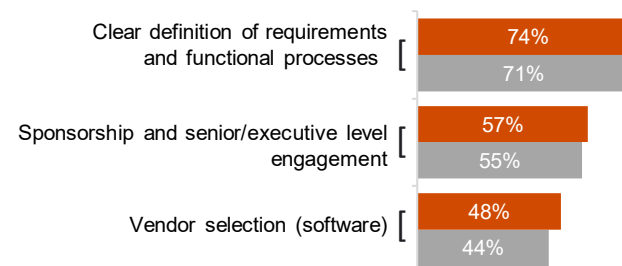 Clear definition of requirements
and functional processes
74%
71%
Sponsorship and senior/executive level
engagement
57%
55%
Vendor selection (software)
48%
44%